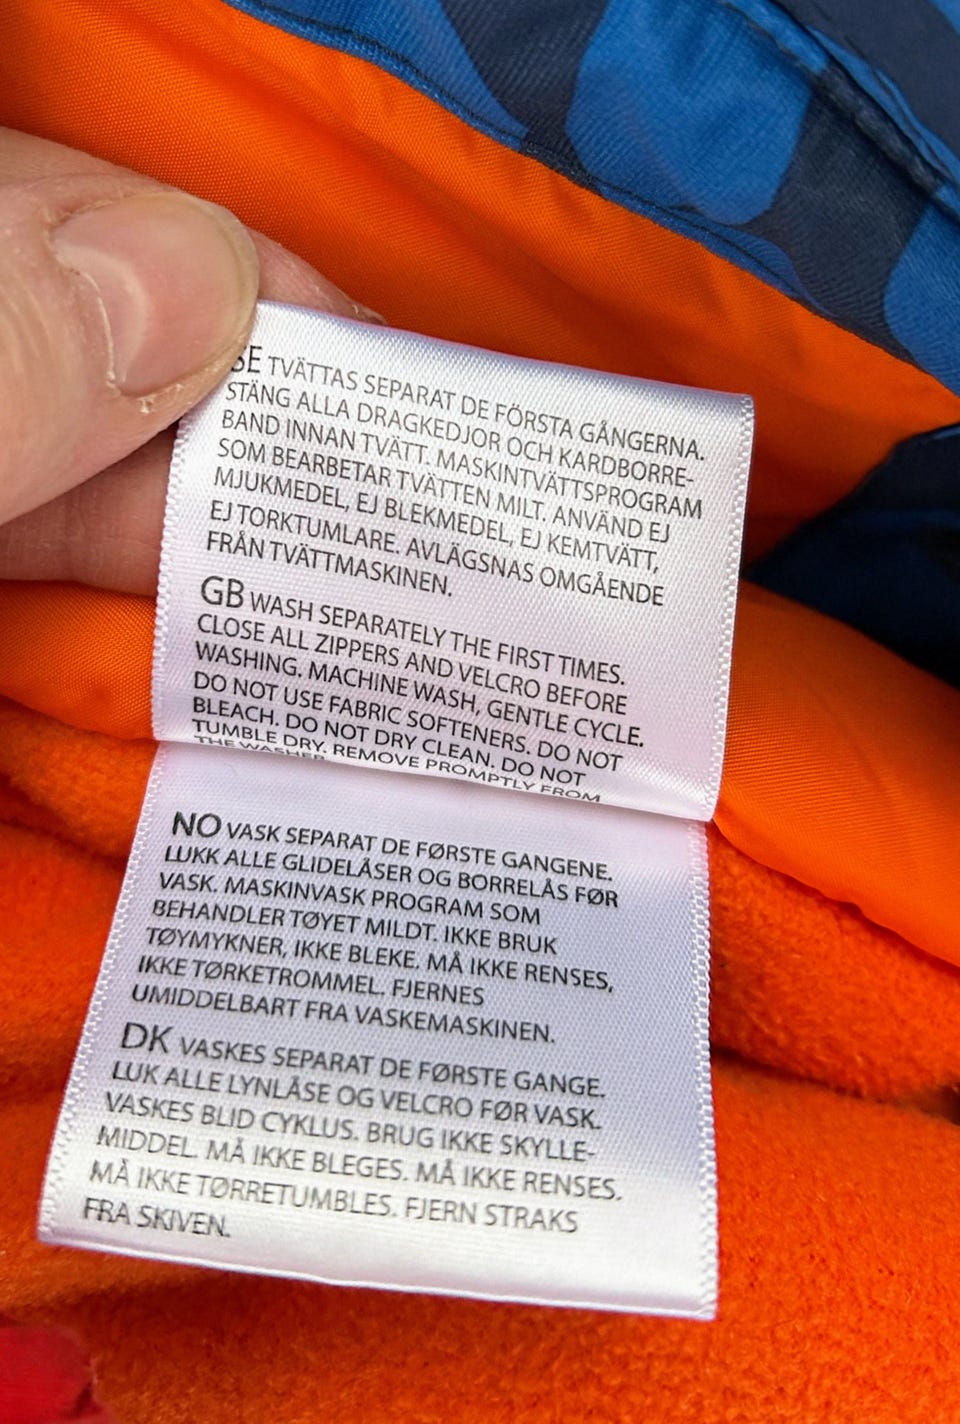 SE TVÄTTAS SEPARAT DE FÖRSTA GÅNGERNA.
STÄNG ALLA DRAGKEDJOR OCH KARDBORRE-
BAND INNAN TVÄTT. MASKINTVÄTTSPROGRAM
SOM BEARBETAR TVÄTTEN MILT. ANVÄND EJ
MJUKMEDEL, EJ BLEKMEDEL, EJ KEMTVÄTT,
EJ TORKTUMLARE. AVLÄGSNAS OMGÅENDE
FRÅN TVÄTTMASKINEN.
GB WASH SEPARATELY THE FIRST TIMES.
CLOSE ALL ZIPPERS AND VELCRO BEFORE
WASHING. MACHINE WASH, GENTLE CYCLE.
DO NOT USE FABRIC SOFTENERS. DO NOT
BLEACH. DO NOT DRY CLEAN. DO NOT
TUMBLE DRY. REMOVE PROMPTLY FROM
THE WASHER.
NO VASK SEPARAT DE FØRSTE GANGENE.
LUKK ALLE GLIDELÅSER OG BORRELÅS FØR
VASK. MASKINVASK PROGRAM SOM
BEHANDLER TØYET MILDT. IKKE BRUK
TØYMYKNER, IKKE BLEKE. MÅ IKKE RENSES,
IKKE TØRKETROMMEL. FJERNES
UMIDDELBART FRA VASKEMASKINEN.
DK VASKES SEPARAT DE FØRSTE GANGE.
LUK ALLE LYNLÅSE OG VELCRO FØR VASK.
VASKES BLID CYKLUS. BRUG IKKE SKYLLE-
MIDDEL. MÅ IKKE BLEGES. MÅ IKKE RENSES.
MÅ IKKE TØRRETUMBLES. FJERN STRAKS
FRA SKIVEN.